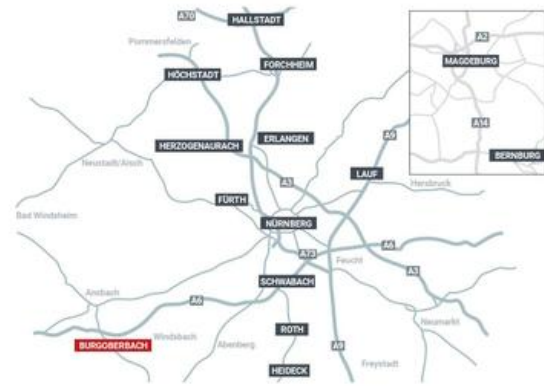 A70
HALLSTADT
Pommersfelden
FORCHHEIM
HÖCHSTADT
A2
MAGDEBURG
A14
BERNBURG
ERLANGEN
A9
HERZOGENAURACH
Neustadt/Aisch
LAUF
A3
Hersbruck
FÜRTH
Bad Windsheim
NÜRNBERG
A6
A73
Feucht
A3
SCHWABACH
Ansbach
A6
Neumarkt
ROTH
Windsbach
Abenberg
BURGOBERBACH
A9
Freystadt
HEIDECK